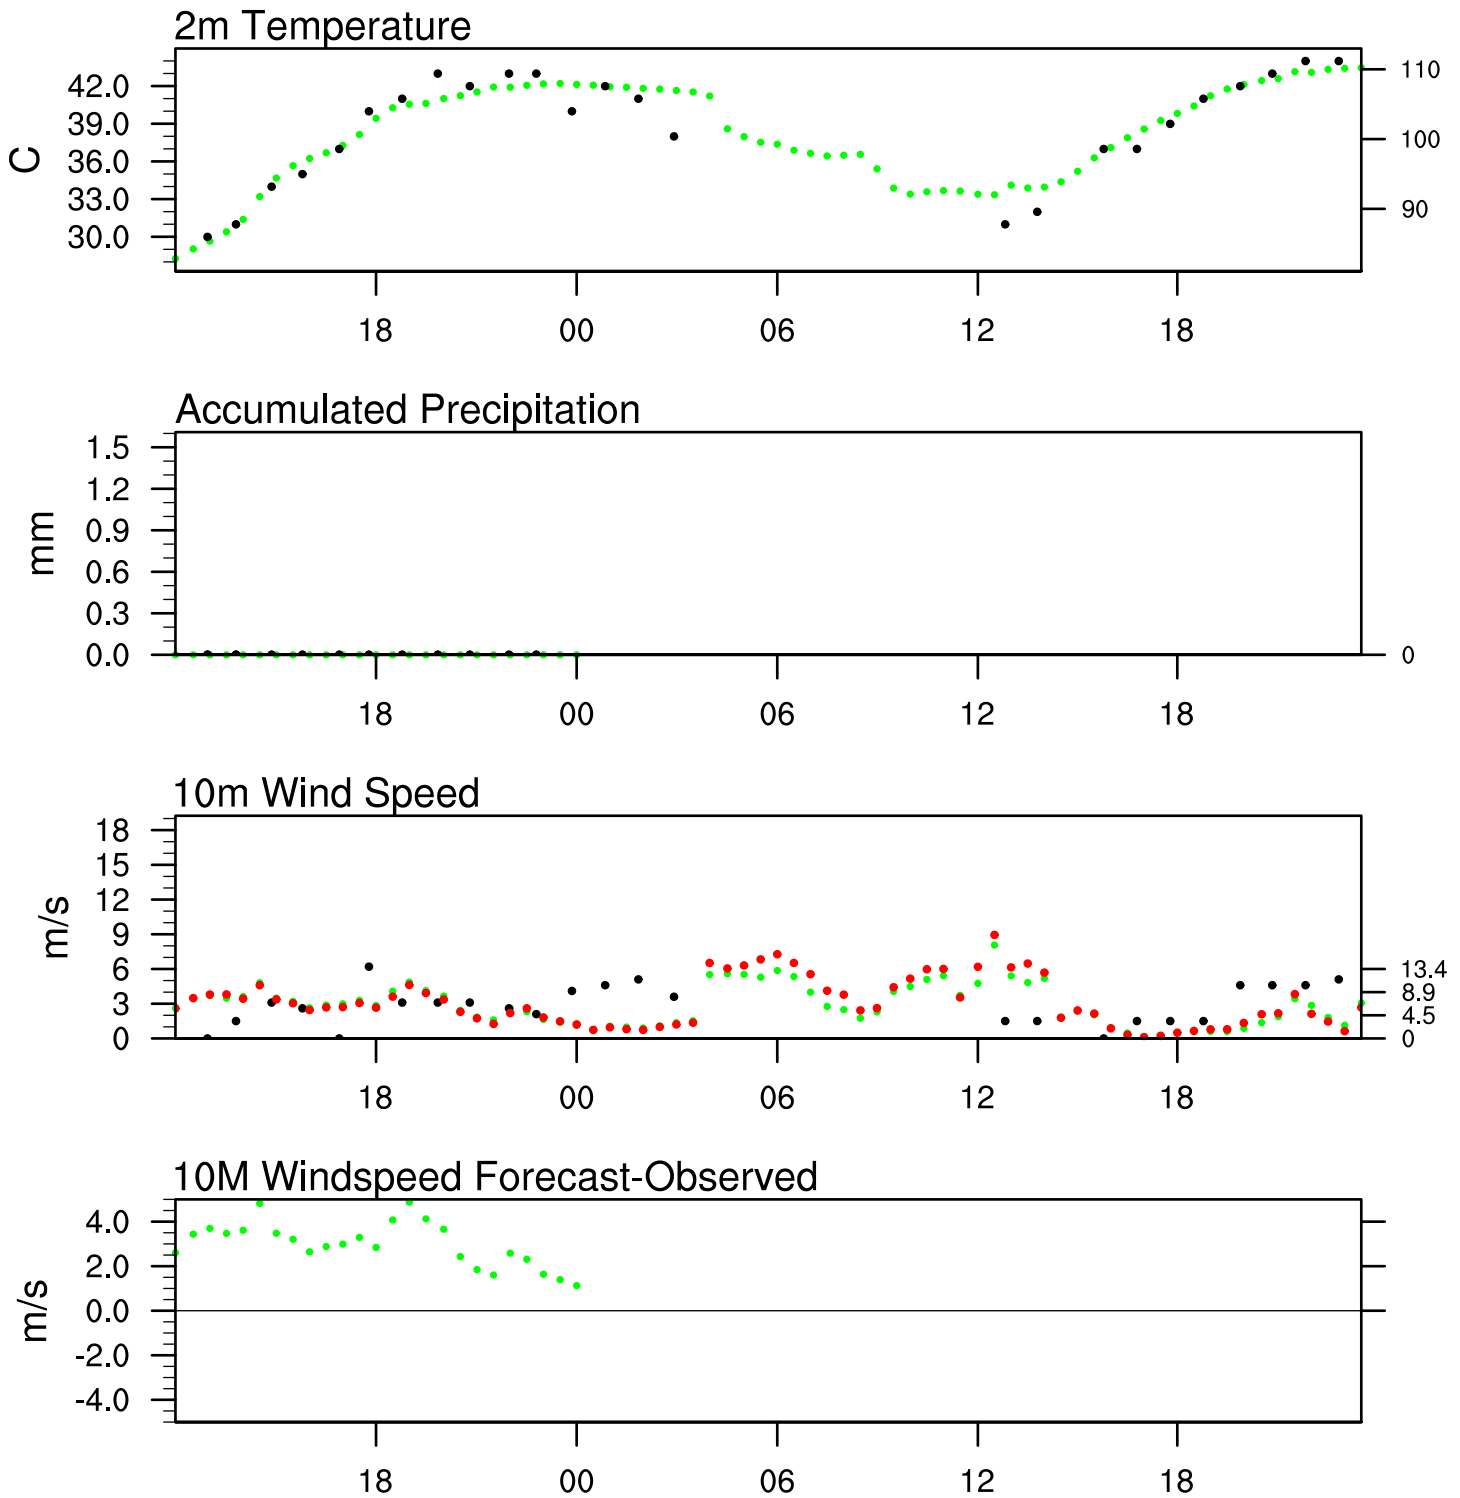 2m Temperature
42.0
39.0
36.0
33.0
30.0
C
110
100
90
18 00 06 12 18
Accumulated Precipitation
1.5
1.2
0.9
0.6
0.3
0.0
mm
0
18 00 06 12 18
10m Wind Speed
18
15
12
9
6
3
0
m/s
13.4
8.9
4.5
0
18 00 06 12 18
10M Windspeed Forecast-Observed
4.0
2.0
0.0
-2.0
-4.0
m/s
18 00 06 12 18